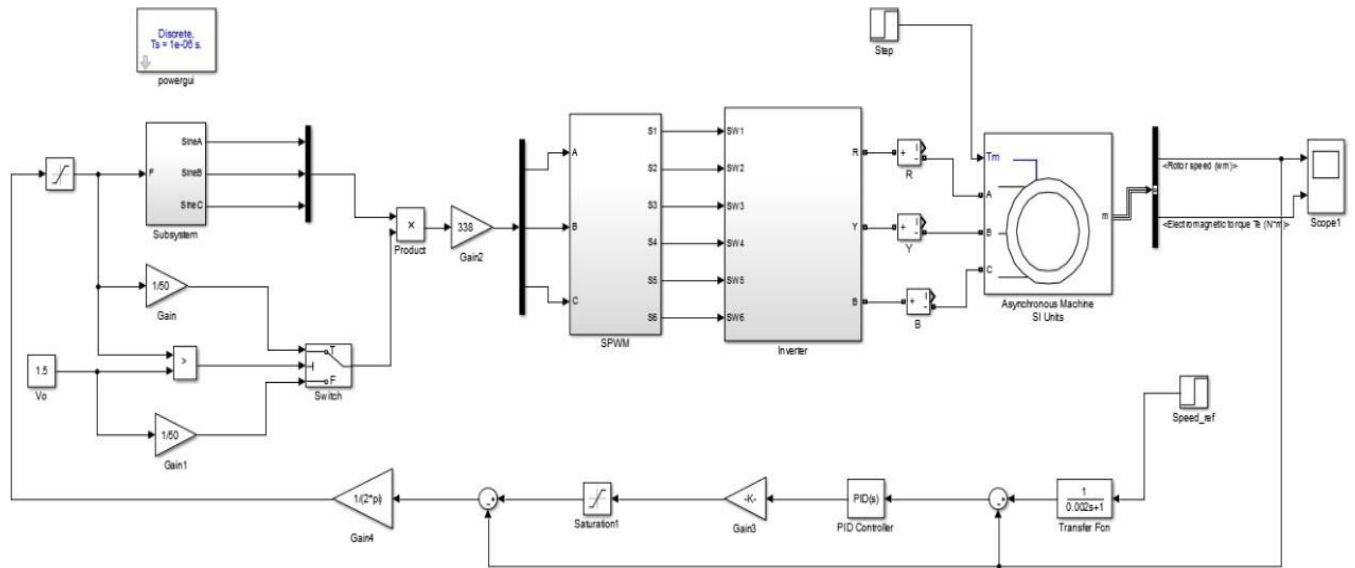 Discrete,
Ts = 1e-06 s.
powergui
Step
SineA
SineB
SineC
F
Subsystem
×
Product
338
Gain2
A
B
C
S1
S2
S3
S4
S5
S6
SPWM
SW1
SW2
SW3
SW4
SW5
SW6
R
Y
B
Inverter
+
I
-
R
+
I
-
Y
+
I
-
B
Tm
A
B
C
m
Asynchronous Machine
SI Units
<Rotor speed (wm)>
<Electromagnetic torque Te (N*m)>
Scope1
1/50
Gain
>
1.5
Vo
T
F
Switch
1/50
Gain1
Speed_ref
1/(2*pi)
Gain4
Saturation1
-K-
Gain3
PID(s)
PID Controller
1
0.002s+1
Transfer Fcn